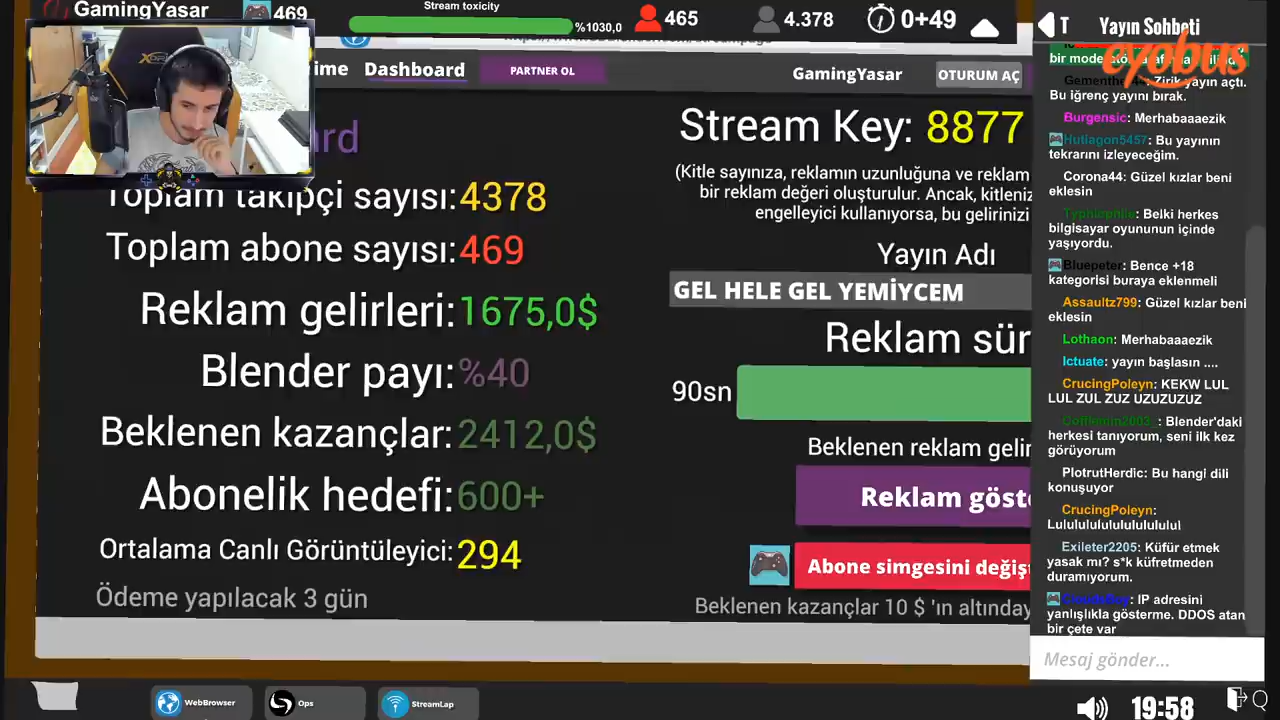 GamingYasar
469
Stream toxicity
%1030,0
465
4.378
0+49
T
Yayın Sohbeti
ezobus
Dashboard
PARTNER OL
GamingYasar
OTURUM AÇ
Toplam takipçi sayısı:4378
Toplam abone sayısı:469
Reklam gelirleri:1675,0$
Blender payı:%40
Beklenen kazançlar:2412,0$
Abonelik hedefi:600+
Ortalama Canlı Görüntüleyici:294
Ödeme yapılacak 3 gün
Stream Key: 8877
(Kitle sayınıza, reklamın uzunluğuna ve reklam
bir reklam değeri oluşturulur. Ancak, kitleniz
engelleyici kullanıyorsa, bu gelirinizi
Yayın Adı
GEL HELE GEL YEMİYCEM
Reklam sür
90sn
Beklenen reklam gelir
Reklam göste
Abone simgesini değişt
Beklenen kazançlar 10 $ 'ın altınday
Zirik yayın açtı.
Bu iğrenç yayını bırak.
Burgensic: Merhabaaaezik
Hutiagon5457: Bu yayının
tekrarını izleyeceğim.
Corona44: Güzel kızlar beni
eklesin
Typhlophile: Belki herkes
bilgisayar oyununun içinde
yaşıyordu.
Bluepeter: Bence +18
kategorisi buraya eklenmeli
Assaultz799: Güzel kızlar beni
eklesin
Lothaon: Merhabaaaezik
Ictuate: yayın başlasın ....
CrucingPoleyn: KEKW LUL
LUL ZUL ZUZ UZUZUZUZ
Blender'daki
herkesi tanıyorum, seni ilk kez
görüyorum
PlotrutHerdic: Bu hangi dili
konuşuyor
CrucingPoleyn:
Lulululululululululul
Exileter2205: Küfür etmek
yasak mı? s*k küfretmeden
duramıyorum.
IP adresini
yanlışlıkla gösterme. DDOS atan
bir çete var
Mesaj gönder...
WebBrowser
Ops
StreamLap
19:58
Q